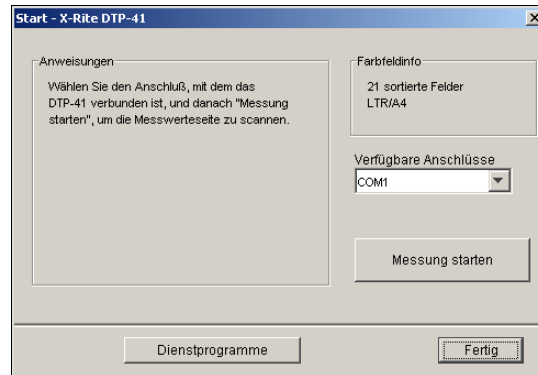 Start - X-Rite DTP-41
Anweisungen
Wählen Sie den Anschluß, mit dem das
DTP-41 verbunden ist, und danach "Messung
starten", um die Messwerteseite zu scannen.
Farbfeldinfo
21 sortierte Felder
LTR/A4
Verfügbare Anschlüsse
COM1
Messung starten
Dienstprogramme
Fertig